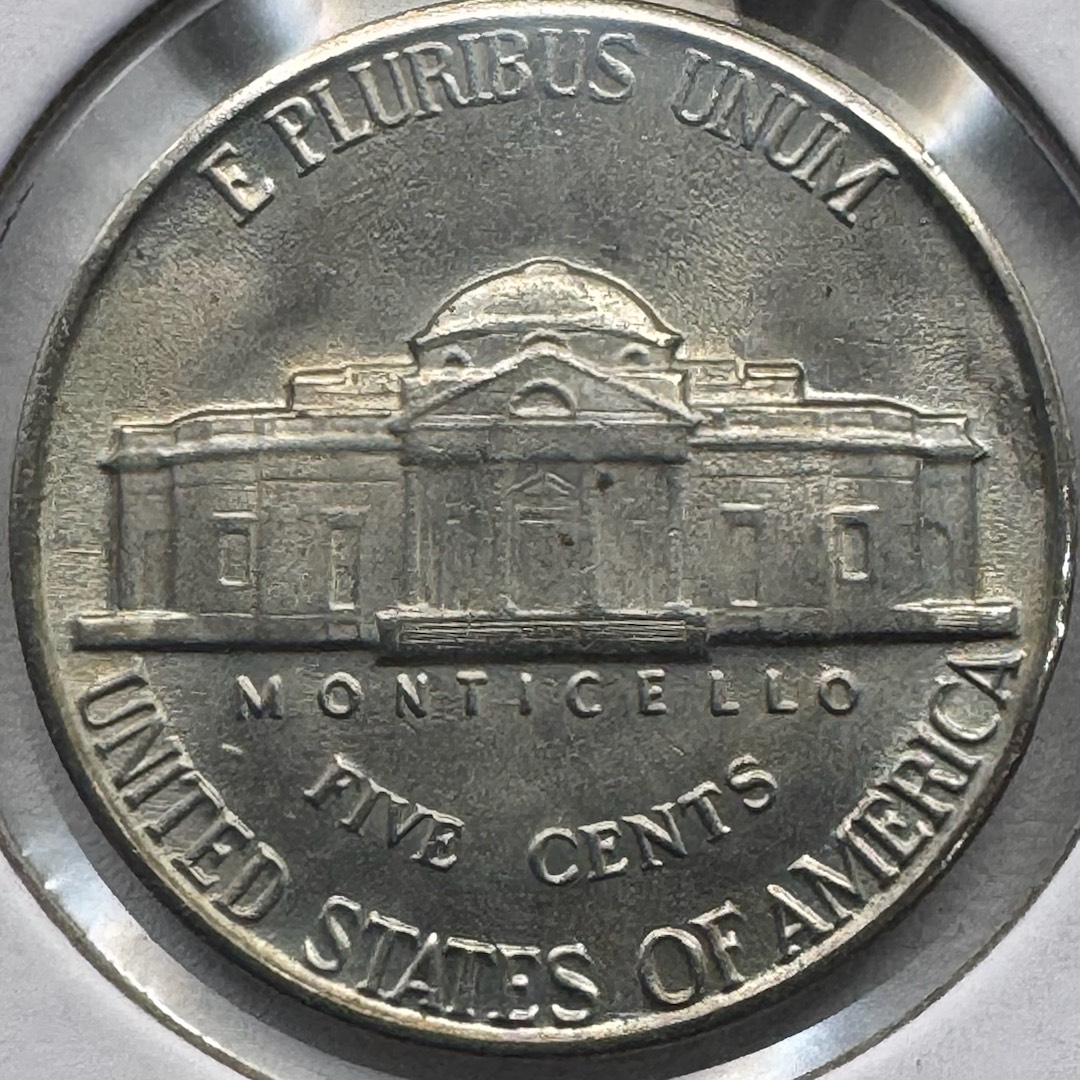 E PLURIBUS UNUM
MONTICELLO
FIVE CENTS
UNITED STATES OF AMERICA